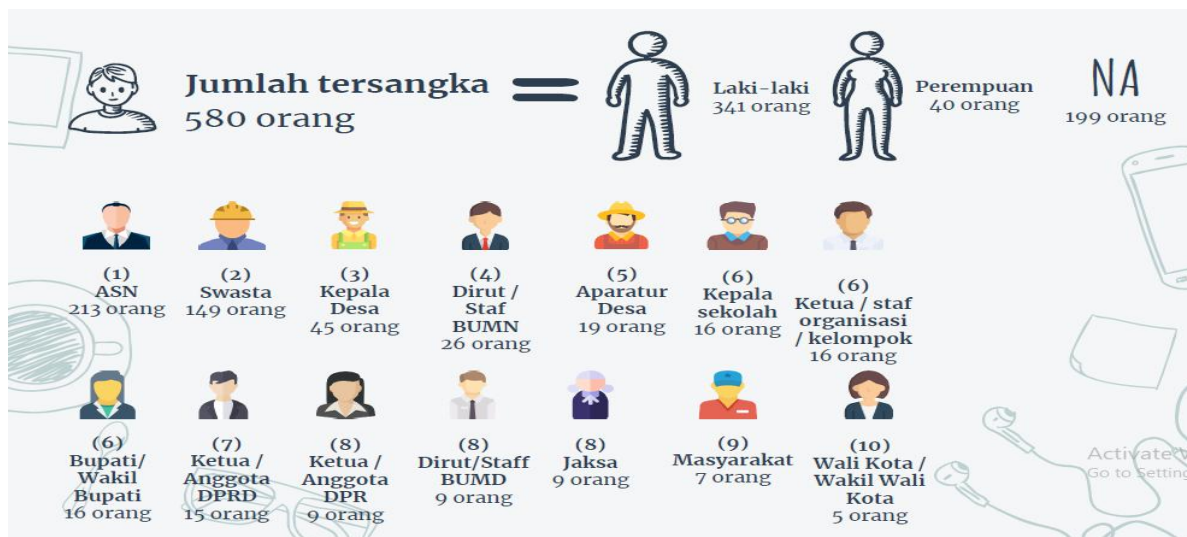 Jumlah tersangka
580 orang
Laki-laki
341 orang
Perempuan
40 orang
NA
199 orang
(1)
ASN
213 orang
(2)
Swasta
149 orang
(3)
Kepala
Desa
45 orang
(4)
Dirut /
Staf
BUMN
26 orang
(5)
Aparatur
Desa
19 orang
(6)
Kepala
sekolah
16 orang
(6)
Ketua / staf
organisasi
/ kelompok
16 orang
(6)
Bupati/
Wakil
Bupati
16 orang
(7)
Ketua /
Anggota
DPRD
15 orang
(8)
Ketua /
Anggota
DPR
9 orang
(8)
Dirut/Staff
BUMD
9 orang
(8)
Jaksa
9 orang
(9)
Masyarakat
7 orang
(10)
Wali Kota /
Wakil Wali
Kota
5 orang
Activate
Go to Setting